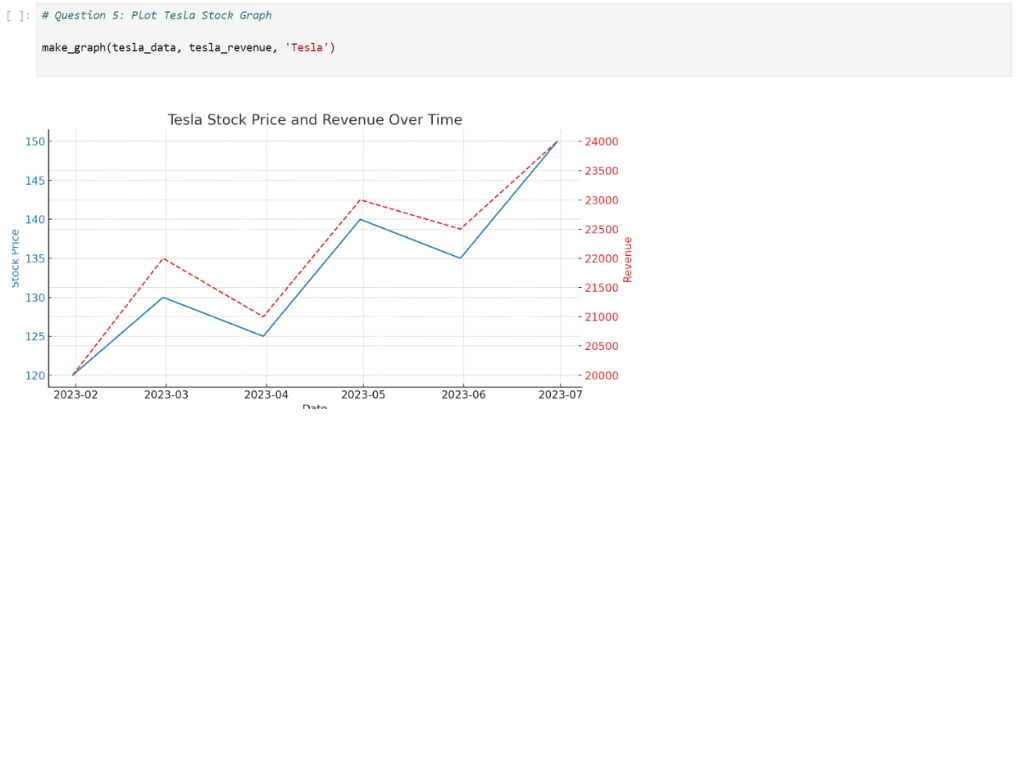 [ ]: # Question 5: Plot Tesla Stock Graph
make_graph(tesla_data, tesla_revenue, 'Tesla')
Tesla Stock Price and Revenue Over Time
150
145
140
135
130
125
120
Stock Price
24000
23500
23000
22500
22000
21500
21000
20500
20000
Revenue
2023-02 2023-03 2023-04 2023-05 2023-06 2023-07
Date